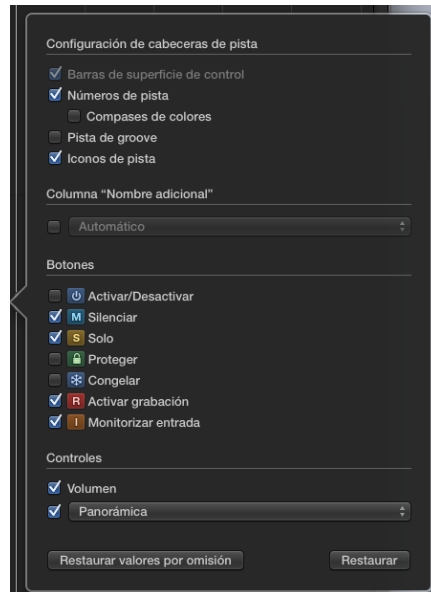 Configuración de cabeceras de pista
Barras de superficie de control
Números de pista
Compases de colores
Pista de groove
Iconos de pista
Columna “Nombre adicional”
Automático
Botones
Activar/Desactivar
M Silenciar
S Solo
Proteger
Congelar
R Activar grabación
I Monitorizar entrada
Controles
Volumen
Panorámica
Restaurar valores por omisión Restaurar